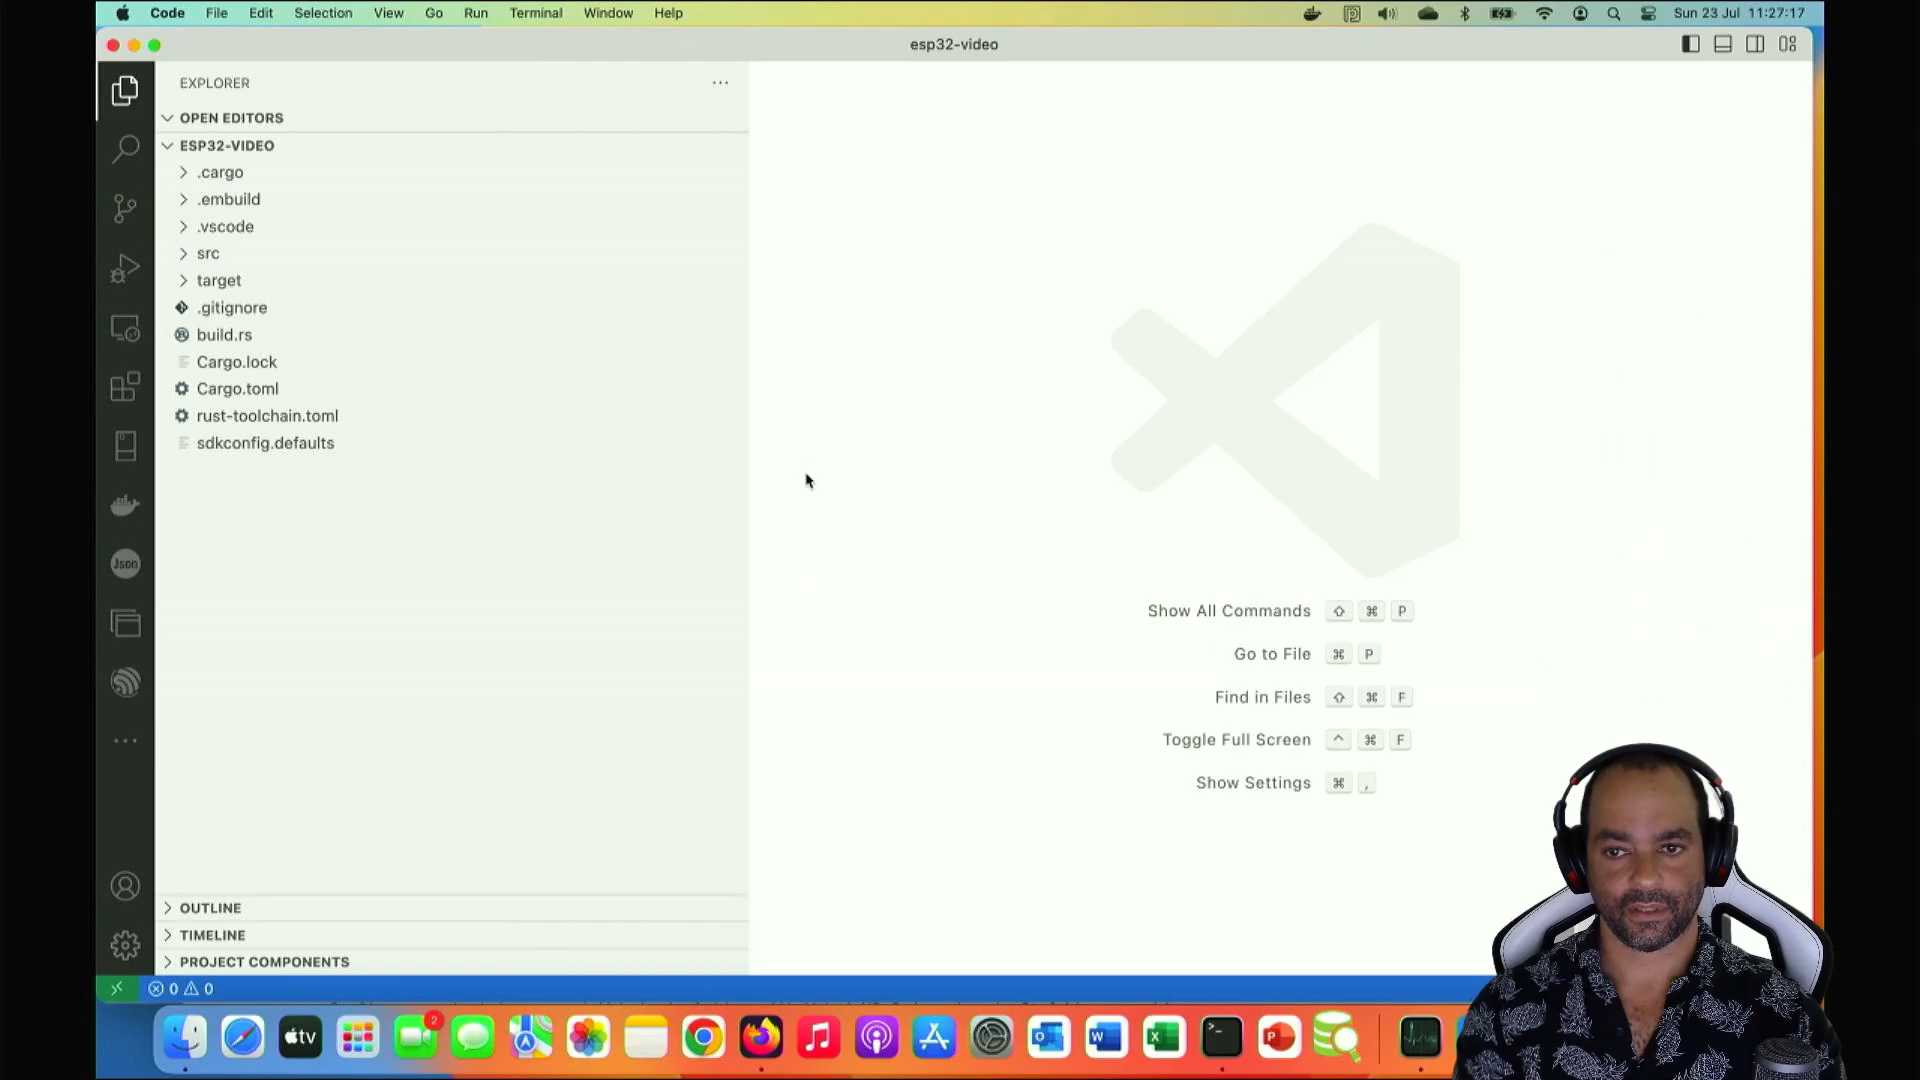 Code File Edit Selection View Go Run Terminal Window Help
Sun 23 Jul 11:27:17
esp32-video
EXPLORER
OPEN EDITORS
ESP32-VIDEO
.cargo
.embuild
.vscode
src
target
.gitignore
build.rs
Cargo.lock
Cargo.toml
rust-toolchain.toml
sdkconfig.defaults
Json
Show All Commands ⇧ ⌘ P
Go to File ⌘ P
Find in Files ⇧ ⌘ F
Toggle Full Screen ^ ⌘ F
Show Settings ⌘ ,
OUTLINE
TIMELINE
PROJECT COMPONENTS
0 0
tv
2
O
W
X
>_
P